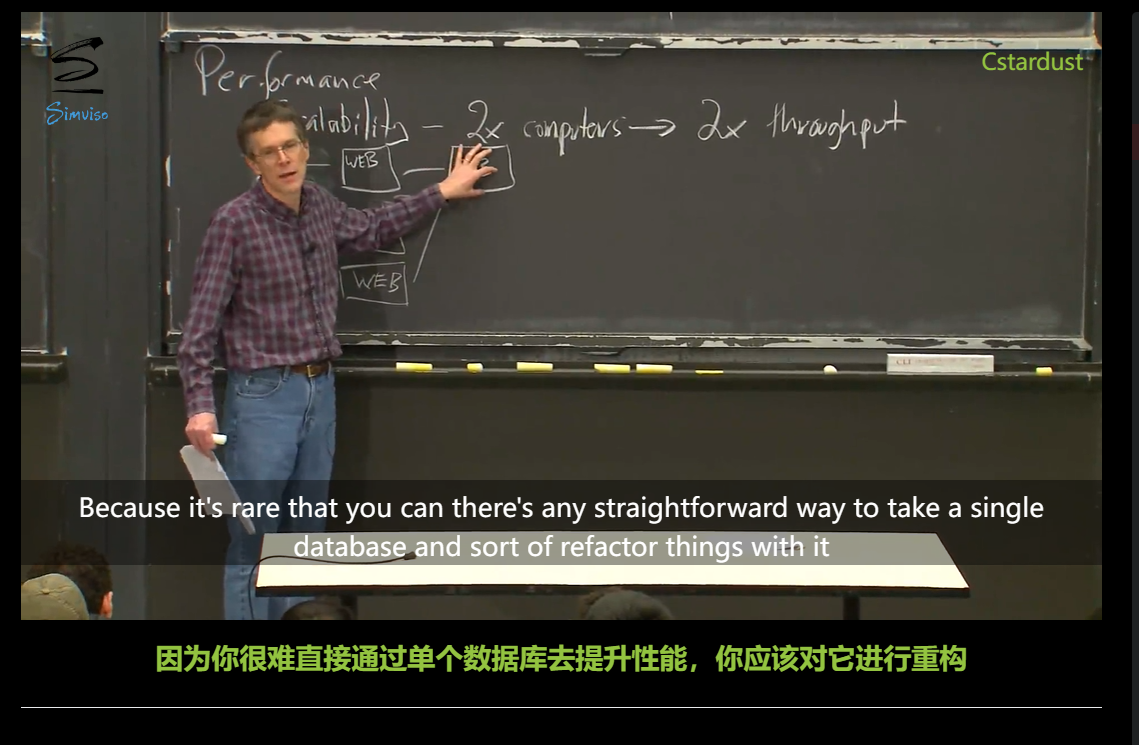 Simviso
Cstardust
Performance
alability – 2x computers → 2x throughput
WEB
WEB
Because it's rare that you can there's any straightforward way to take a single
database and sort of refactor things with it
因为你很难直接通过单个数据库去提升性能，你应该对它进行重构